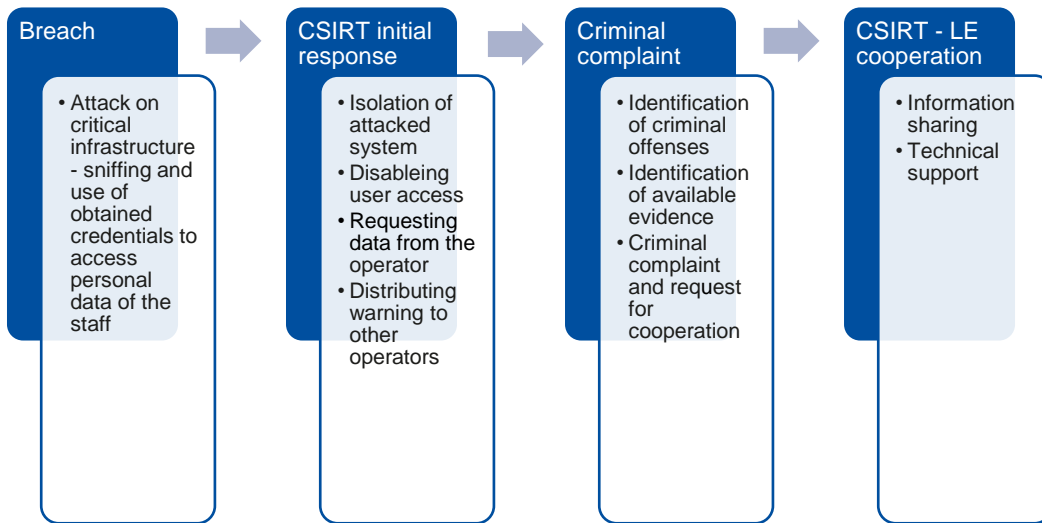 Breach
• Attack on
critical
infrastructure
- sniffing and
use of
obtained
credentials to
access
personal
data of the
staff
CSIRT initial
response
• Isolation of
attacked
system
• Disableing
user access
• Requesting
data from the
operator
• Distributing
warning to
other
operators
Criminal
complaint
• Identification
of criminal
offenses
• Identification
of available
evidence
• Criminal
complaint
and request
for
cooperation
CSIRT - LE
cooperation
• Information
sharing
• Technical
support